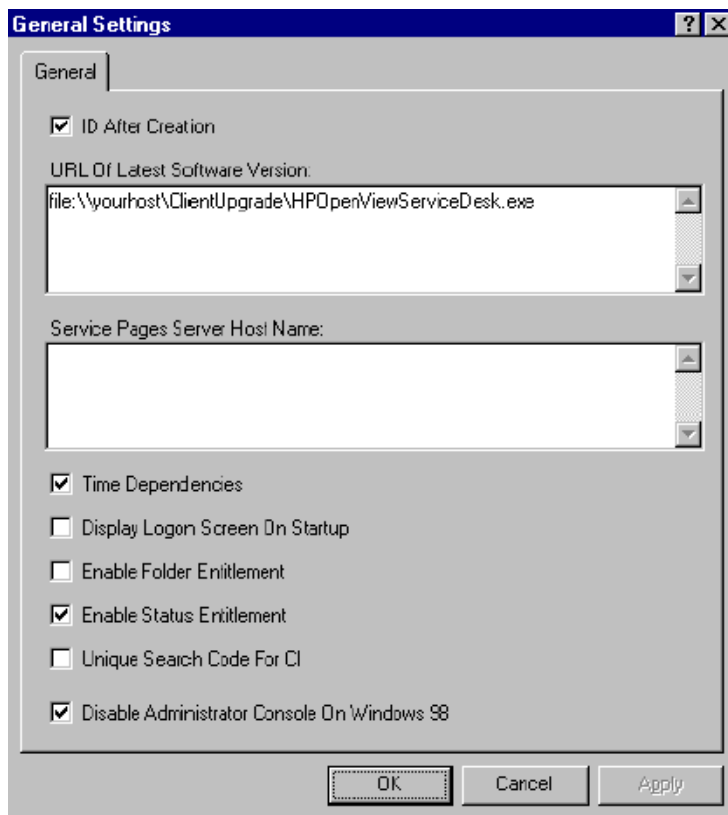 General Settings
General
ID After Creation
URL Of Latest Software Version:
file:\\yourhost\ClientUpgrade\HPOpenViewServiceDesk.exe
Service Pages Server Host Name:
Time Dependencies
Display Logon Screen On Startup
Enable Folder Entitlement
Enable Status Entitlement
Unique Search Code For CI
Disable Administrator Console On Windows 98
OK Cancel Apply